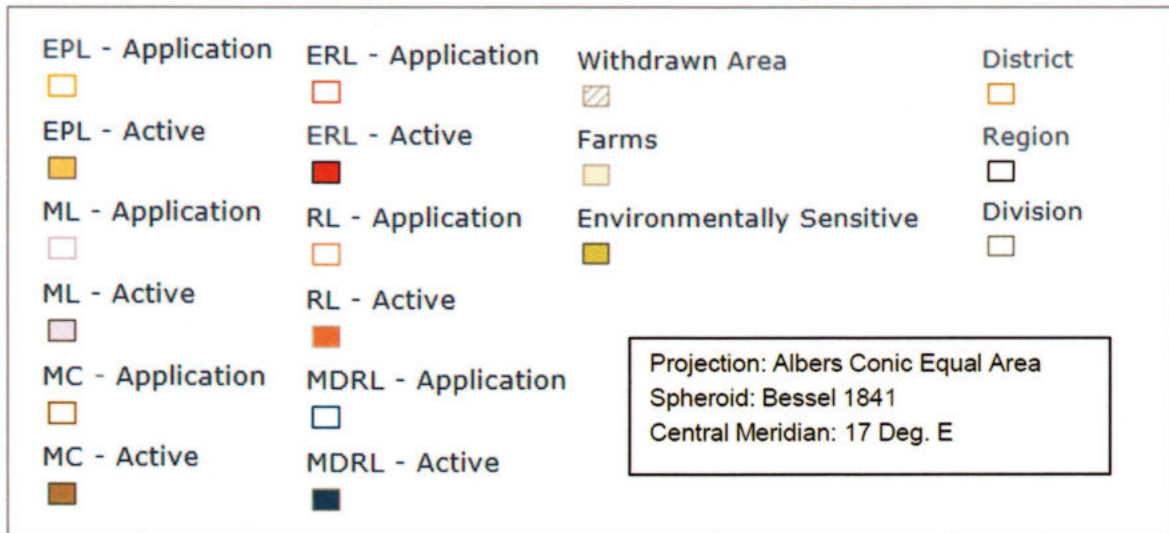 EPL - Application
EPL - Active
ML - Application
ML - Active
MC - Application
MC - Active
ERL - Application
ERL - Active
RL - Application
RL - Active
MDRL - Application
MDRL - Active
Withdrawn Area
Farms
Environmentally Sensitive
District
Region
Division
Projection: Albers Conic Equal Area
Spheroid: Bessel 1841
Central Meridian: 17 Deg. E